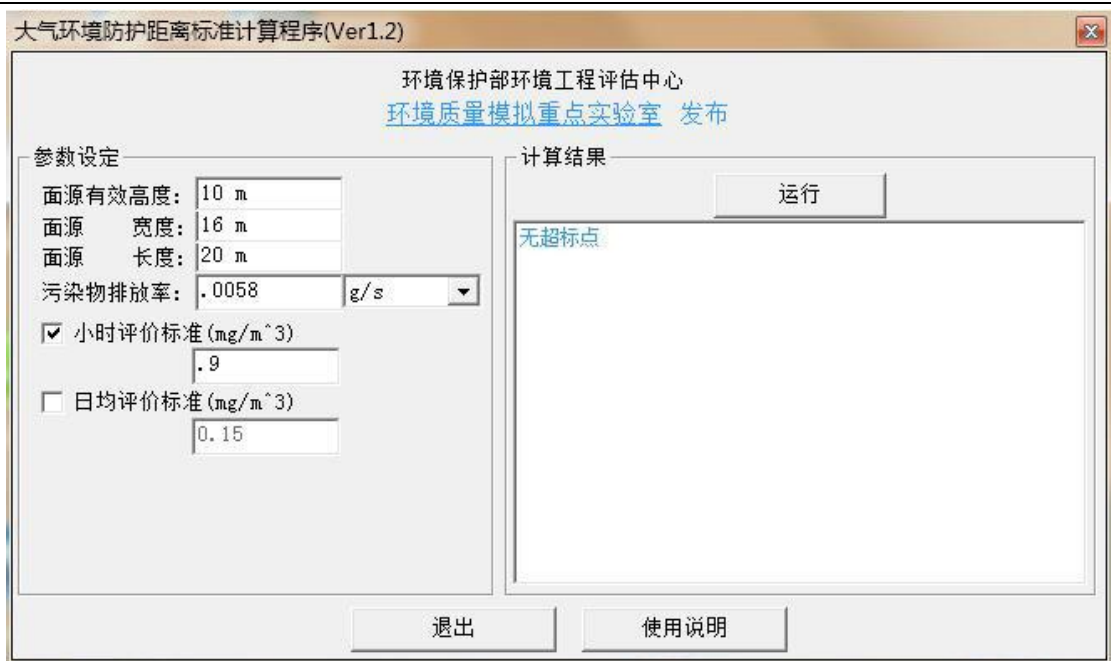 大气环境防护距离标准计算程序(Ver1.2)
环境保护部环境工程评估中心
环境质量模拟重点实验室 发布
参数设定
面源有效高度: 10 m
面源 宽度: 16 m
面源 长度: 20 m
污染物排放率: .0058 g/s
小时评价标准(mg/m^3)
.9
日均评价标准(mg/m^3)
0.15
计算结果
运行
无超标点
退出
使用说明